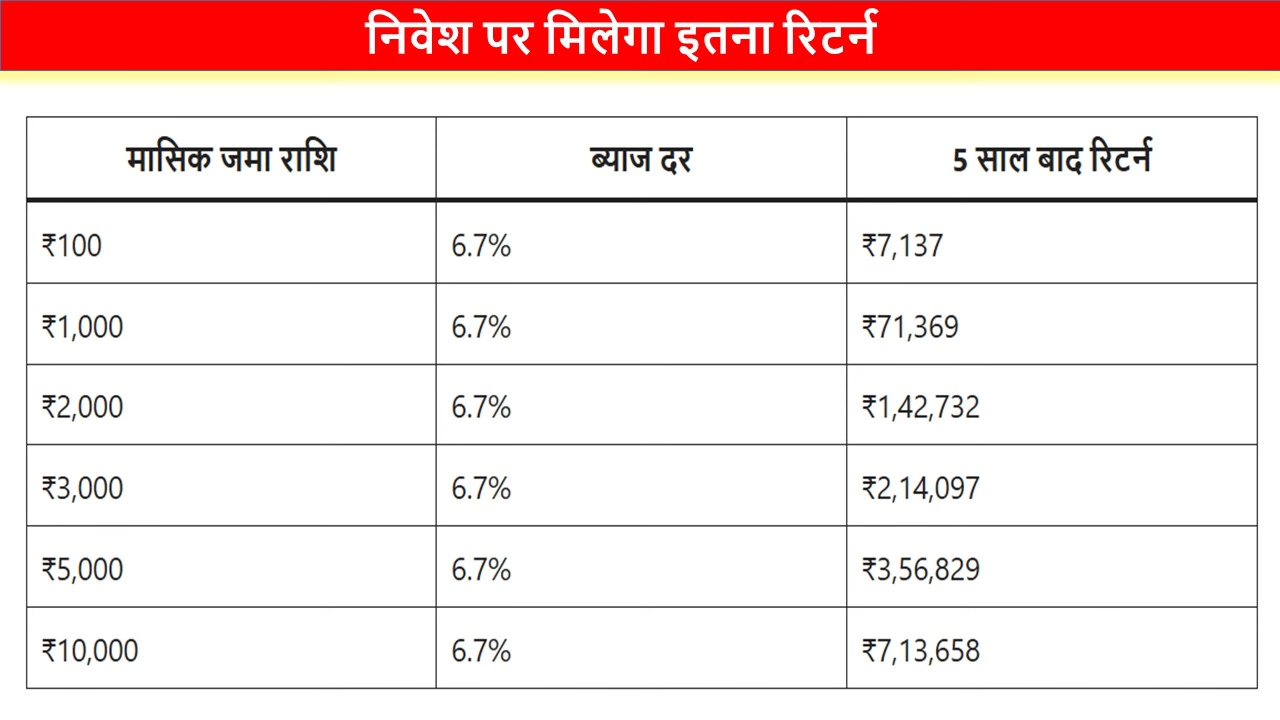 निवेश पर मिलेगा इतना रिटर्न
मासिक जमा राशि ब्याज दर 5 साल बाद रिटर्न
₹100 6.7% ₹7,137
₹1,000 6.7% ₹71,369
₹2,000 6.7% ₹1,42,732
₹3,000 6.7% ₹2,14,097
₹5,000 6.7% ₹3,56,829
₹10,000 6.7% ₹7,13,658